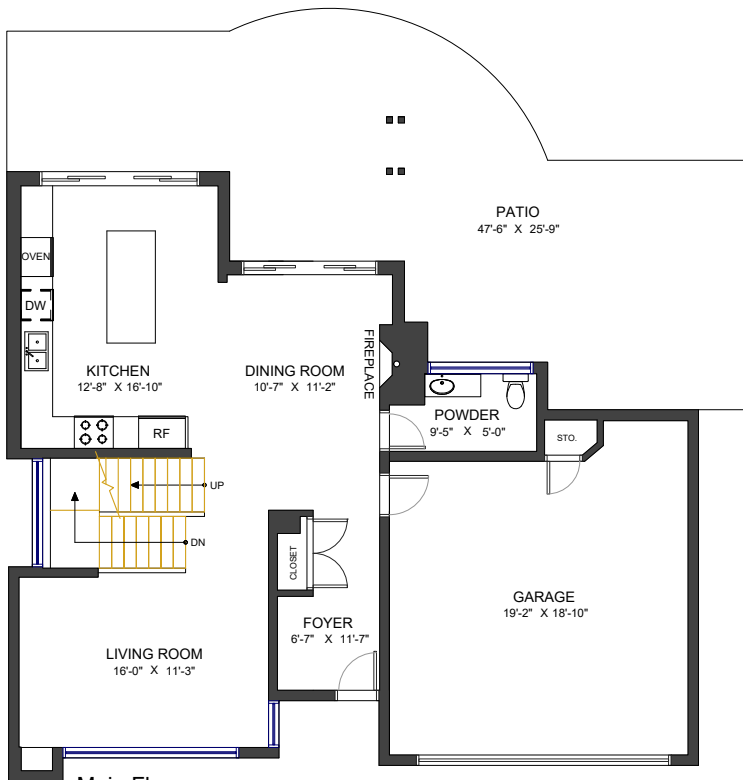 PATIO
47'-6" X 25'-9"
OVEN
DW
KITCHEN
12'-8" X 16'-10"
DINING ROOM
10'-7" X 11'-2"
FIREPLACE
POWDER
9'-5" X 5'-0"
RF
STO.
UP
DN
CLOSET
GARAGE
19'-2" X 18'-10"
FOYER
6'-7" X 11'-7"
LIVING ROOM
16'-0" X 11'-3"
Main